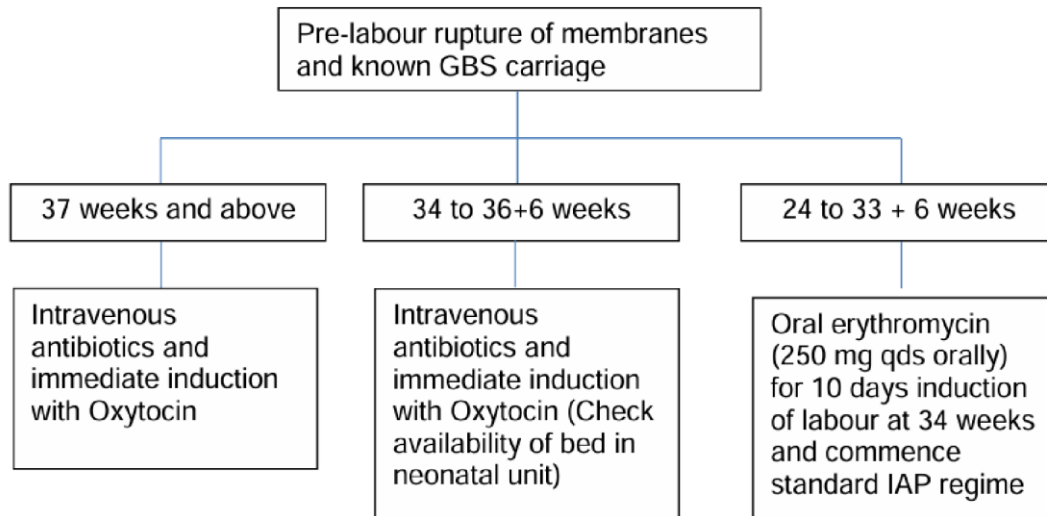 Pre-labour rupture of membranes
and known GBS carriage
37 weeks and above
34 to 36+6 weeks
24 to 33 + 6 weeks
Intravenous
antibiotics and
immediate induction
with Oxytocin
Intravenous
antibiotics and
immediate induction
with Oxytocin (Check
availability of bed in
neonatal unit)
Oral erythromycin
(250 mg qds orally)
for 10 days induction
of labour at 34 weeks
and commence
standard IAP regime